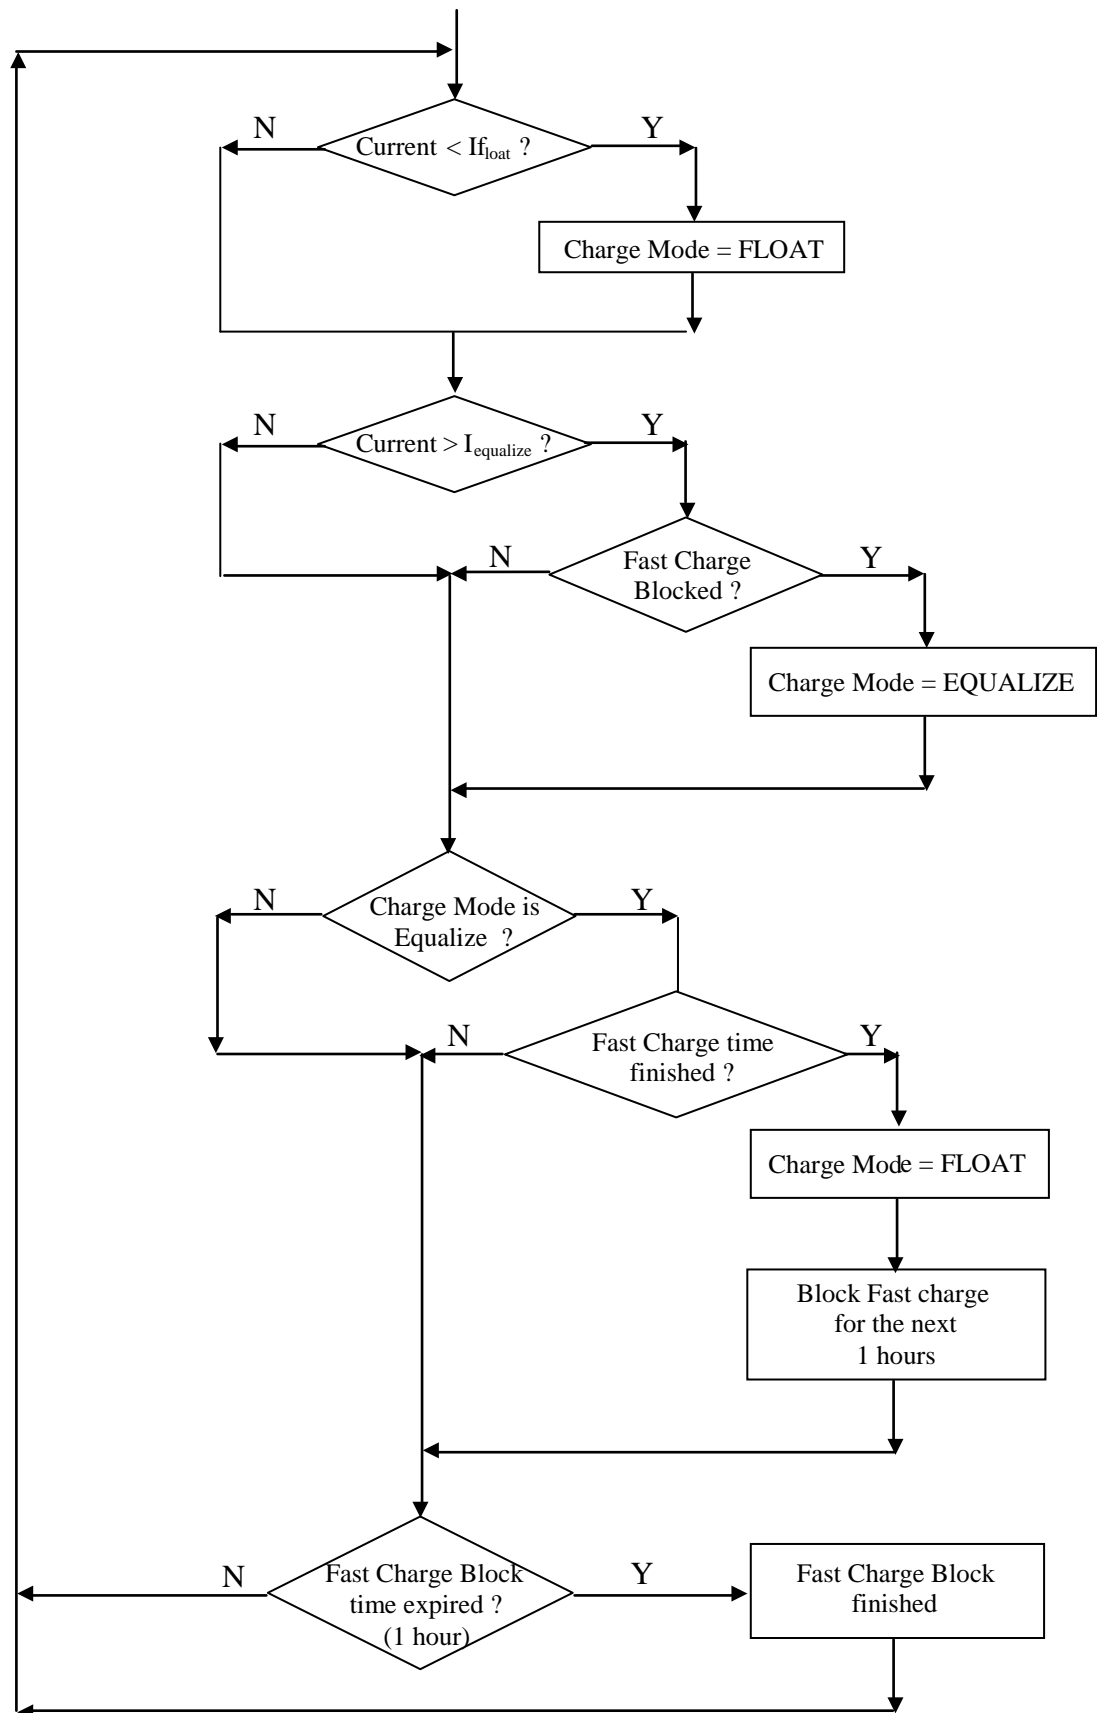 N
Y
Current < If_loat ?
Charge Mode = FLOAT
N
Y
Current > I_equalize ?
N
Y
Fast Charge
Blocked ?
Charge Mode = EQUALIZE
N
Y
Charge Mode is
Equalize ?
N
Y
Fast Charge time
finished ?
Charge Mode = FLOAT
Block Fast charge
for the next
1 hours
N
Y
Fast Charge Block
time expired ?
(1 hour)
Fast Charge Block
finished